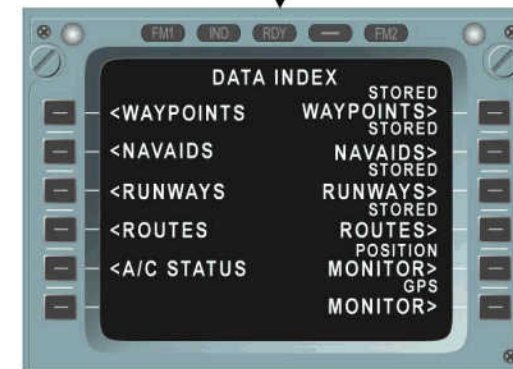 FM1 IND RDY FM2
DATA INDEX
STORED
<WAYPOINTS WAYPOINTS>
STORED
<NAVAIDS NAVAIDS>
STORED
<RUNWAYS RUNWAYS>
STORED
<ROUTES ROUTES>
POSITION
<A/C STATUS MONITOR>
GPS
MONITOR>